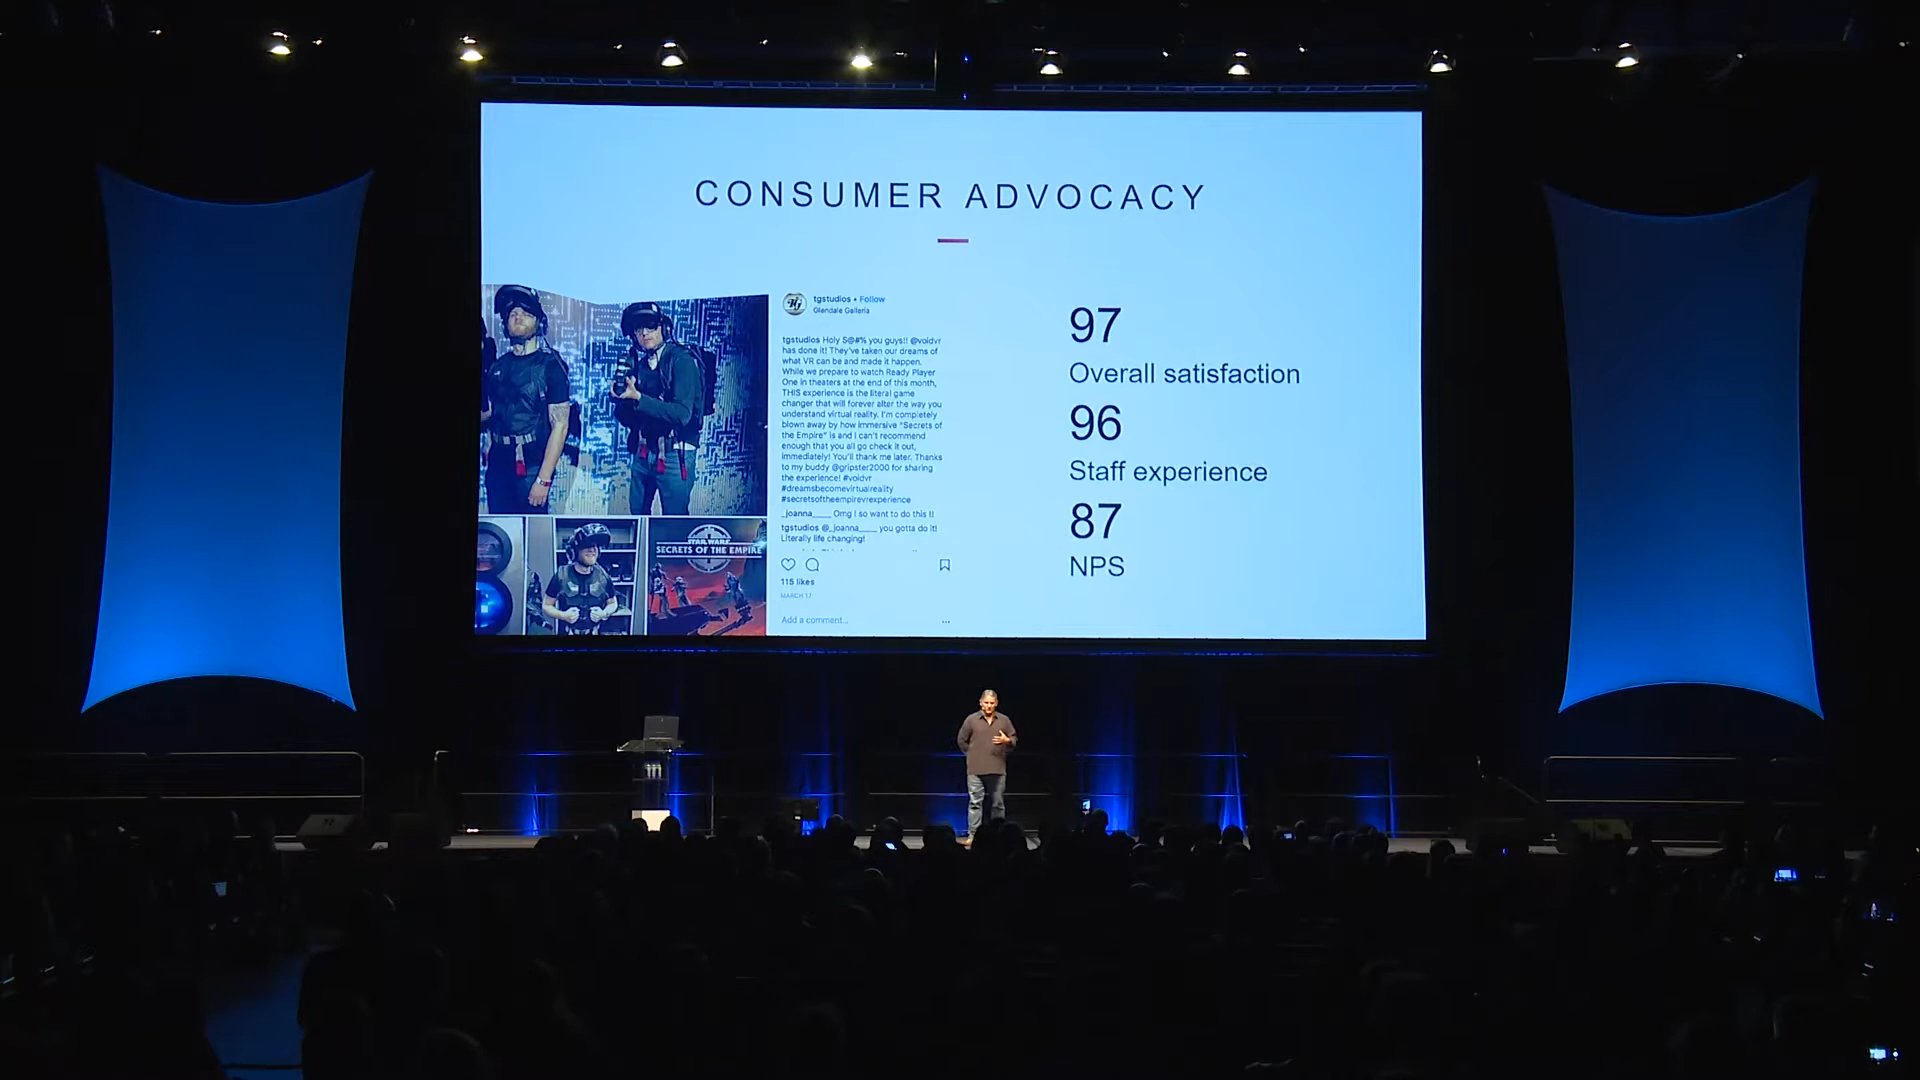 CONSUMER ADVOCACY
tgstudios • Follow
Glendale Galleria
tgstudios Holy S@#% you guys!! @voidvr
has done it! They've taken our dreams of
what VR can be and made it happen.
While we prepare to watch Ready Player
One in theaters at the end of this month,
THIS experience is the literal game
changer that will forever alter the way you
understand virtual reality. I'm completely
blown away by how immersive "Secrets of
the Empire" is and I can't recommend
enough that you all go check it out,
immediately! You'll thank me later. Thanks
to my buddy @gripster2000 for sharing
the experience! #voidvr
#dreamsbecomevirtualreality
#secretsoftheempirevrexperience
_joanna____ Omg I so want to do this !!
tgstudios @_joanna____ you gotta do it!
Literally life changing!
115 likes
MARCH 17
Add a comment...
STAR WARS
SECRETS OF THE EMPIRE
97
Overall satisfaction
96
Staff experience
87
NPS